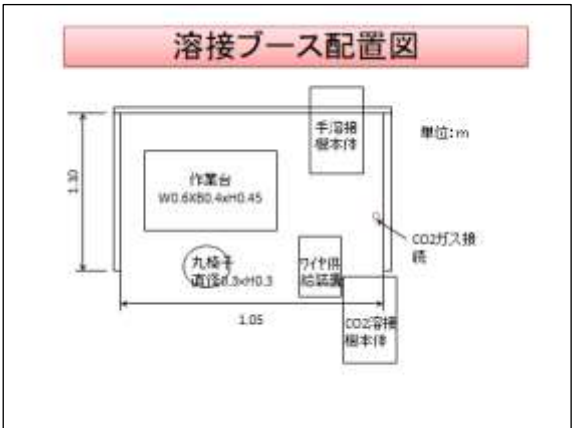 溶接ブース配置図
単位:m
手溶接
機本体
1.30
作業台
W0.6XB0.4xH0.45
CO2ガス接
続
丸椅子
直径0.3xH0.3
ワイヤ供
給装置
1.05
CO2溶接
機本体